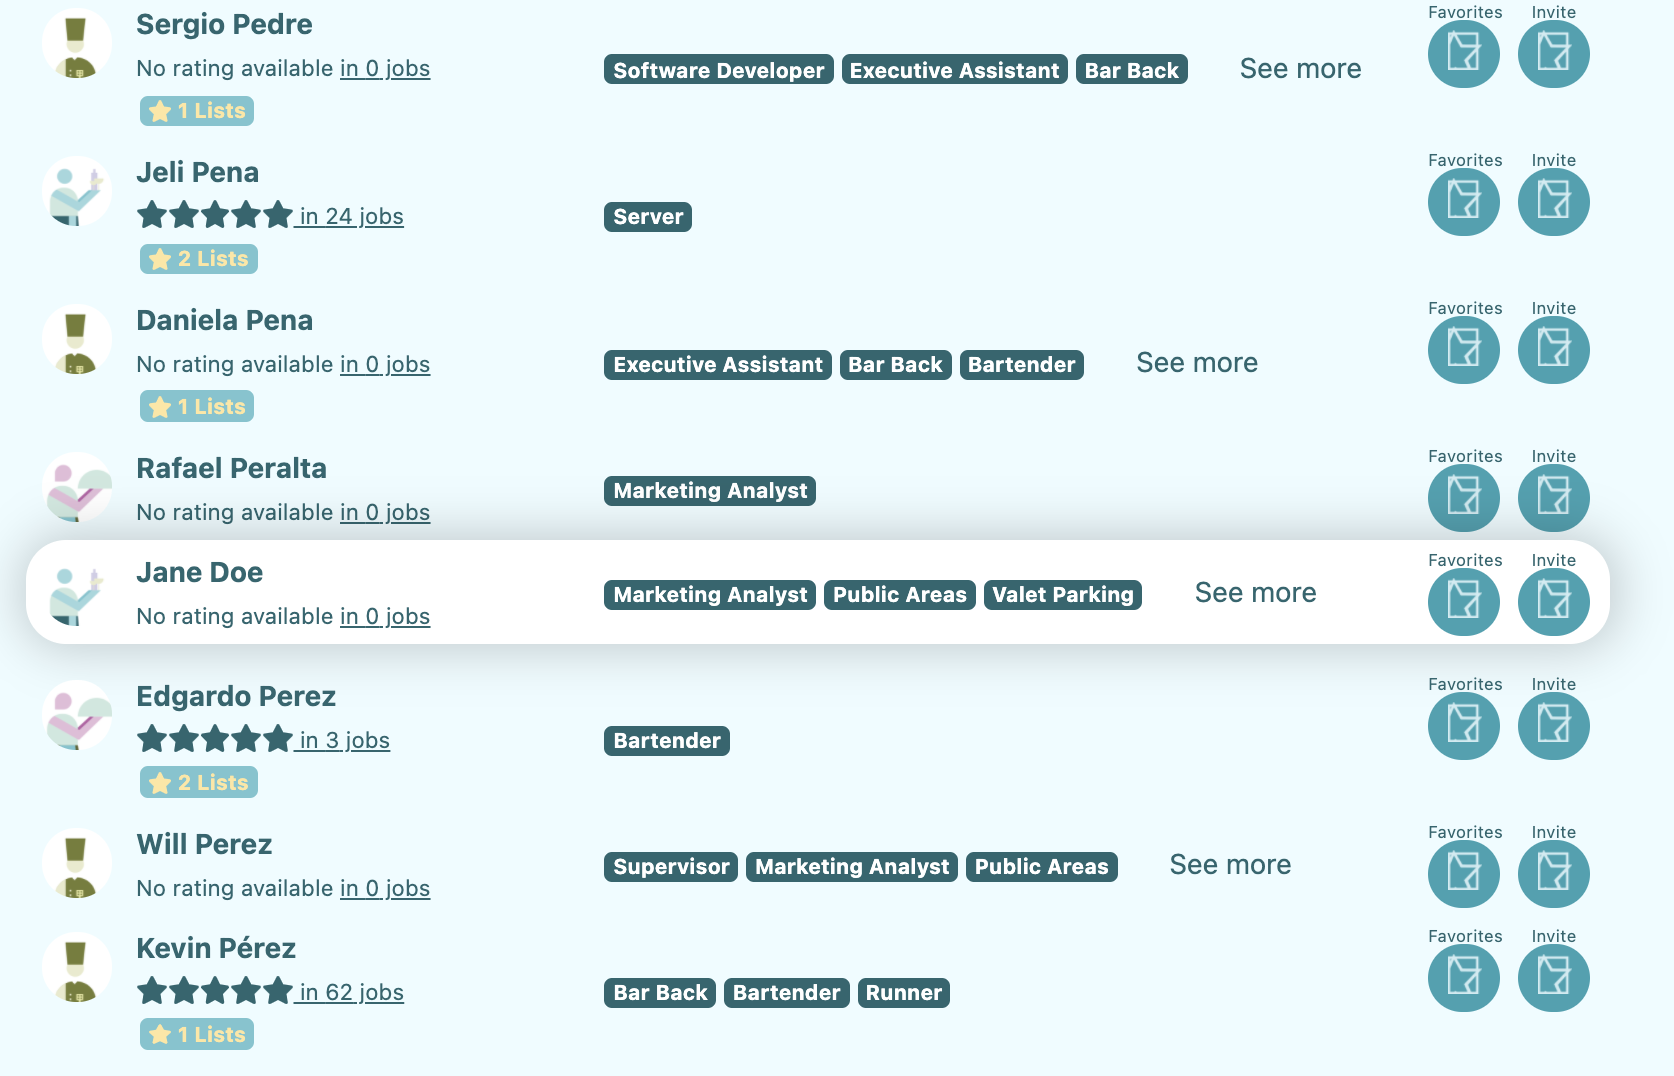 Sergio Pedre
Favorites Invite
No rating available in 0 jobs
Software Developer Executive Assistant Bar Back See more
1 Lists
Jeli Pena
Favorites Invite
in 24 jobs
Server
2 Lists
Daniela Pena
Favorites Invite
No rating available in 0 jobs
Executive Assistant Bar Back Bartender See more
1 Lists
Rafael Peralta
Favorites Invite
No rating available in 0 jobs
Marketing Analyst
Jane Doe
Favorites Invite
No rating available in 0 jobs
Marketing Analyst Public Areas Valet Parking See more
Edgardo Perez
Favorites Invite
in 3 jobs
Bartender
2 Lists
Will Perez
Favorites Invite
No rating available in 0 jobs
Supervisor Marketing Analyst Public Areas See more
Kevin Pérez
Favorites Invite
in 62 jobs
Bar Back Bartender Runner
1 Lists